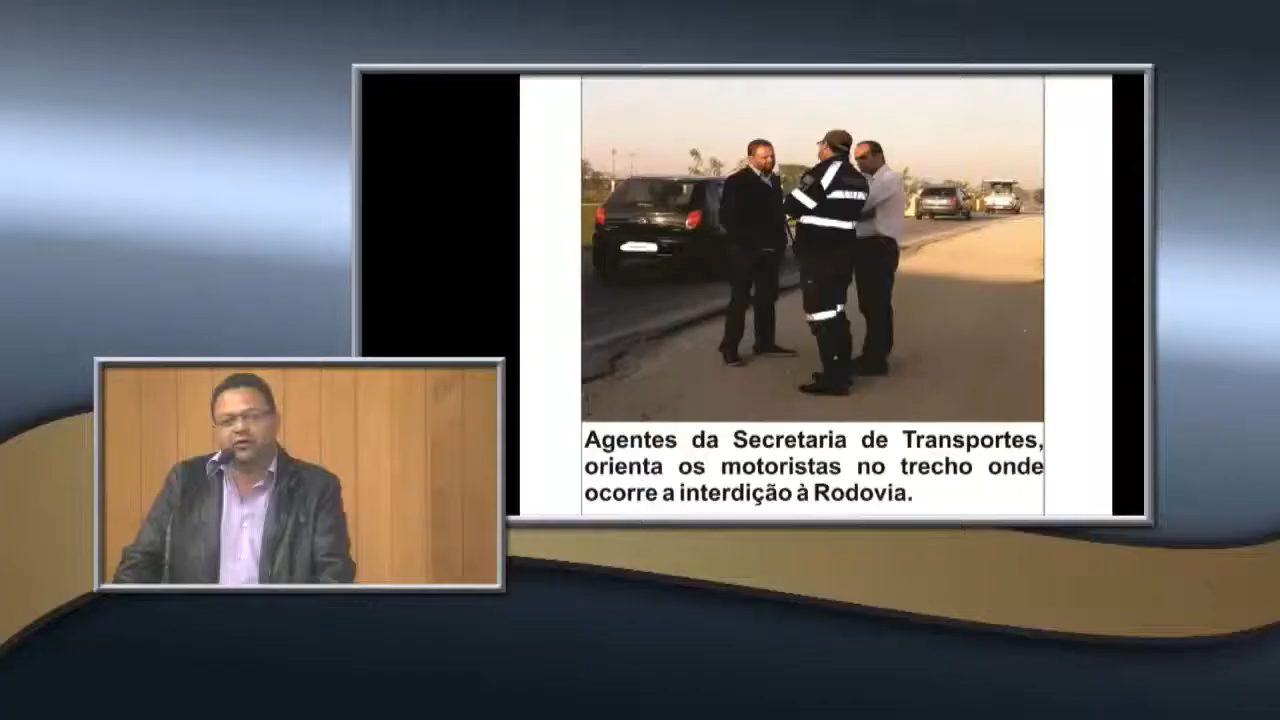 Agentes da Secretaria de Transportes,
orienta os motoristas no trecho onde
ocorre a interdição à Rodovia.